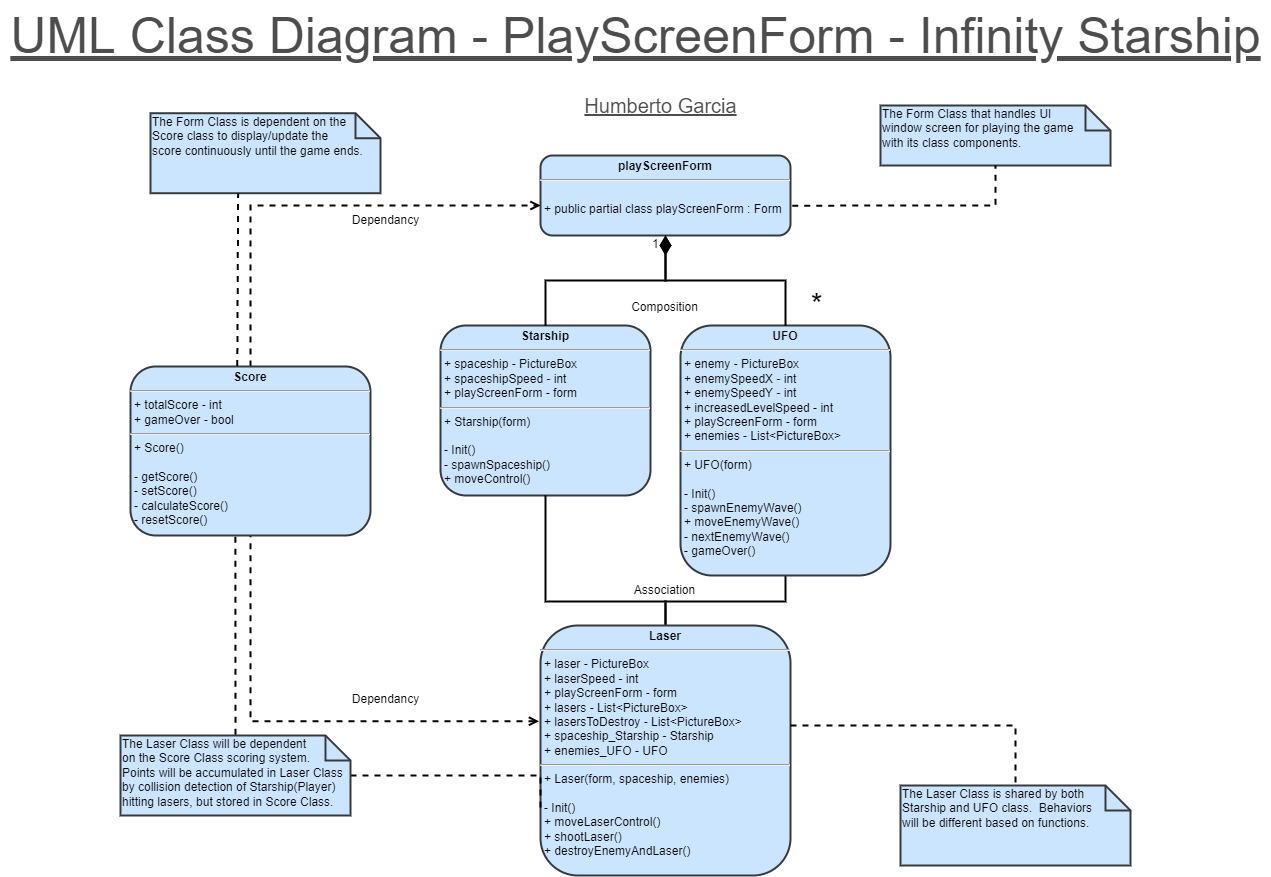 UML Class Diagram - PlayScreenForm - Infinity Starship
Humberto Garcia
The Form Class is dependent on the
Score class to display/update the
score continuously until the game ends.
The Form Class that handles UI
window screen for playing the game
with its class components.
playScreenForm
+ public partial class playScreenForm : Form
Dependancy
1
Composition
*
Starship
+ spaceship - PictureBox
+ spaceshipSpeed - int
+ playScreenForm - form
+ Starship(form)
- Init()
- spawnSpaceship()
+ moveControl()
UFO
+ enemy - PictureBox
+ enemySpeedX - int
+ enemySpeedY - int
+ increasedLevelSpeed - int
+ playScreenForm - form
+ enemies - List<PictureBox>
+ UFO(form)
- Init()
- spawnEnemyWave()
+ moveEnemyWave()
- nextEnemyWave()
- gameOver()
Score
+ totalScore - int
+ gameOver - bool
+ Score()
- getScore()
- setScore()
- calculateScore()
- resetScore()
Association
Laser
+ laser - PictureBox
+ laserSpeed - int
+ playScreenForm - form
+ lasers - List<PictureBox>
+ lasersToDestroy - List<PictureBox>
+ spaceship_Starship - Starship
+ enemies_UFO - UFO
+ Laser(form, spaceship, enemies)
- Init()
+ moveLaserControl()
+ shootLaser()
+ destroyEnemyAndLaser()
Dependancy
The Laser Class will be dependent
on the Score Class scoring system.
Points will be accumulated in Laser Class
by collision detection of Starship(Player)
hitting lasers, but stored in Score Class.
The Laser Class is shared by both
Starship and UFO class.  Behaviors
will be different based on functions.